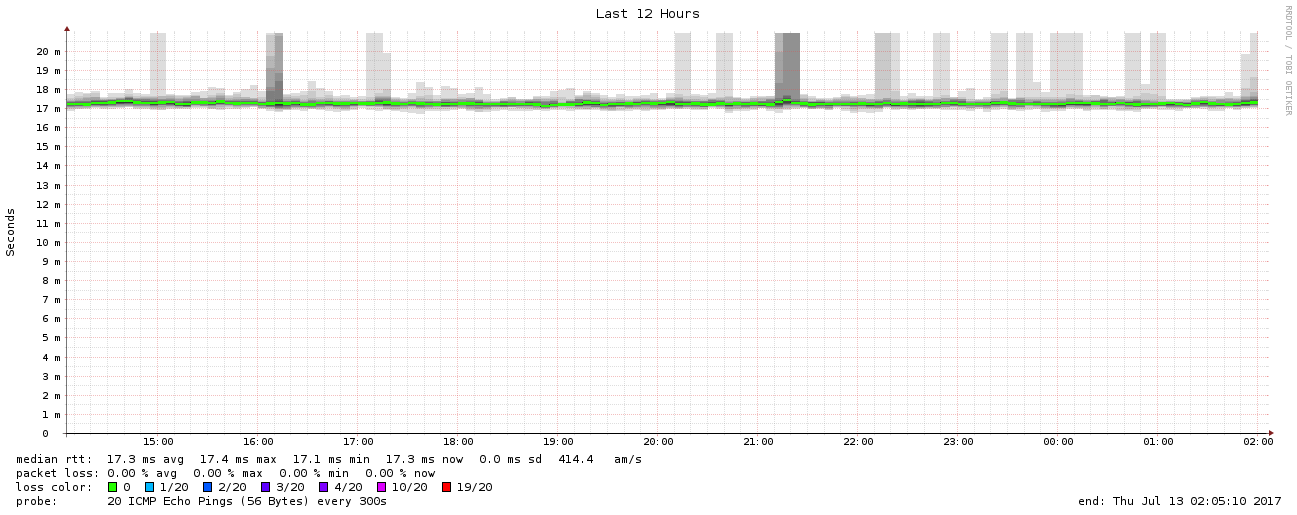 Last 12 Hours
RRDTOOL / TOBI OETIKER
Seconds
20 m
19 m
18 m
17 m
16 m
15 m
14 m
13 m
12 m
11 m
10 m
9 m
8 m
7 m
6 m
5 m
4 m
3 m
2 m
1 m
0
15:00 16:00 17:00 18:00 19:00 20:00 21:00 22:00 23:00 00:00 01:00 02:00
median rtt: 17.3 ms avg 17.4 ms max 17.1 ms min 17.3 ms now 0.0 ms sd 414.4 am/s
packet loss: 0.00 % avg 0.00 % max 0.00 % min 0.00 % now
loss color: 0 1/20 2/20 3/20 4/20 10/20 19/20
probe: 20 ICMP Echo Pings (56 Bytes) every 300s end: Thu Jul 13 02:05:10 2017